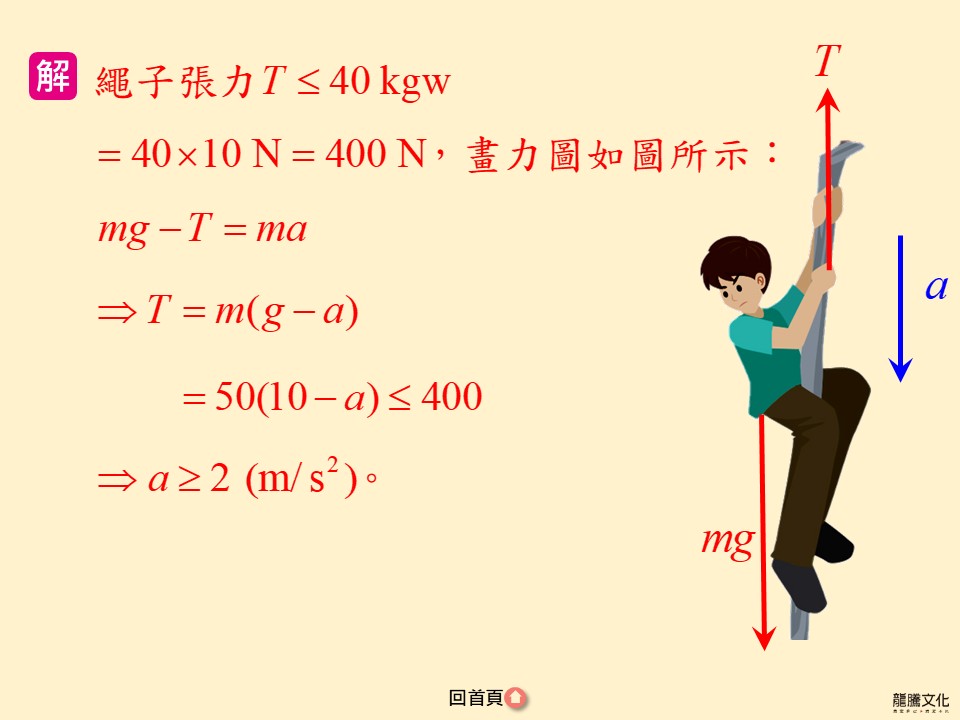 解 繩子張力T ≤ 40 kgw
= 40×10 N = 400 N，畫力圖如圖所示：
mg − T = ma
⇒ T = m(g − a)
= 50(10 − a) ≤ 400
⇒ a ≥ 2 (m/s²)。
T
a
mg
回首頁
龍騰文化